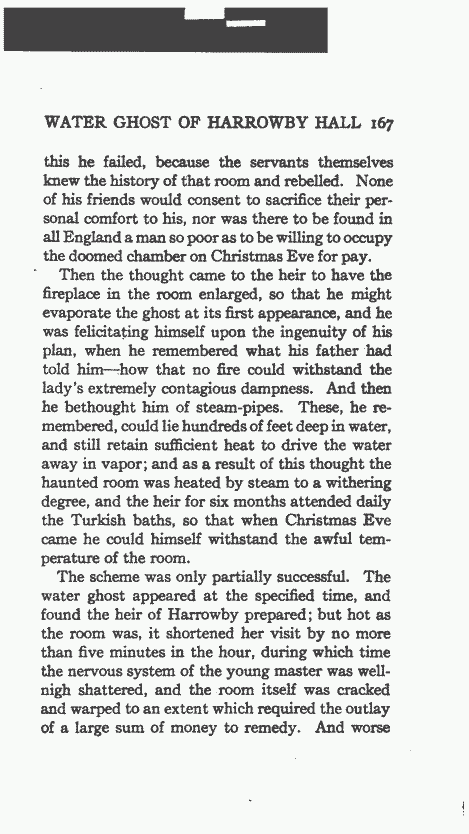 WATER GHOST OF HARROWBY HALL 167
this he failed, because the servants themselves
knew the history of that room and rebelled. None
of his friends would consent to sacrifice their per-
sonal comfort to his, nor was there to be found in
all England a man so poor as to be willing to occupy
the doomed chamber on Christmas Eve for pay.
Then the thought came to the heir to have the
fireplace in the room enlarged, so that he might
evaporate the ghost at its first appearance, and he
was felicitating himself upon the ingenuity of his
plan, when he remembered what his father had
told him—how that no fire could withstand the
lady's extremely contagious dampness. And then
he bethought him of steam-pipes. These, he re-
membered, could lie hundreds of feet deep in water,
and still retain sufficient heat to drive the water
away in vapor; and as a result of this thought the
haunted room was heated by steam to a withering
degree, and the heir for six months attended daily
the Turkish baths, so that when Christmas Eve
came he could himself withstand the awful tem-
perature of the room.
The scheme was only partially successful. The
water ghost appeared at the specified time, and
found the heir of Harrowby prepared; but hot as
the room was, it shortened her visit by no more
than five minutes in the hour, during which time
the nervous system of the young master was well-
nigh shattered, and the room itself was cracked
and warped to an extent which required the outlay
of a large sum of money to remedy. And worse